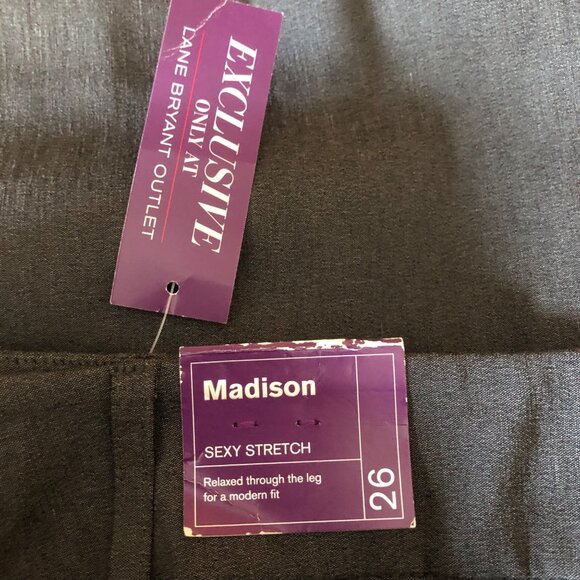 EXCLUSIVE
ONLY AT
LANE BRYANT OUTLET
Madison
SEXY STRETCH
Relaxed through the leg
for a modern fit
26